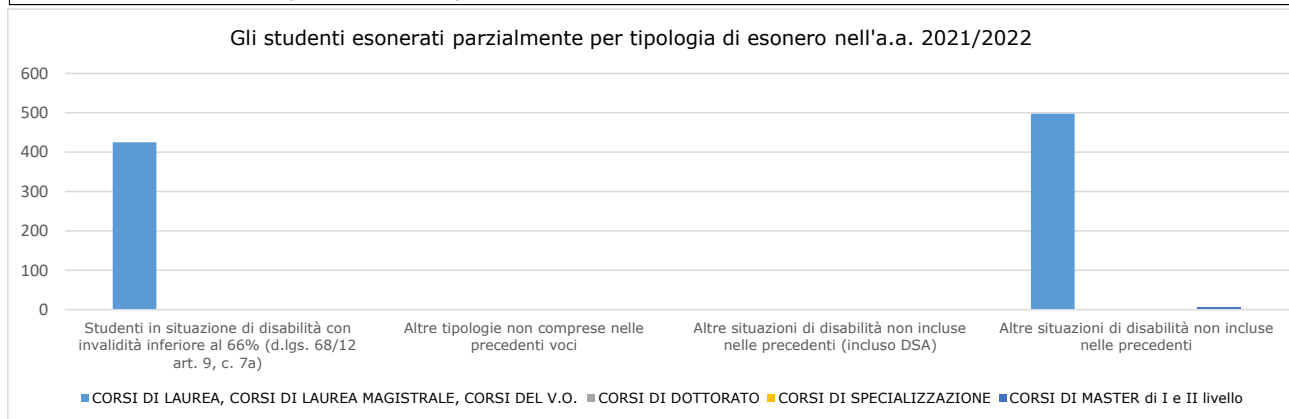 Gli studenti esonerati parzialmente per tipologia di esonero nell'a.a. 2021/2022
600
500
400
300
200
100
0
Studenti in situazione di disabilità con
invalidità inferiore al 66% (d.lgs. 68/12
art. 9, c. 7a)
Altre tipologie non comprese nelle
precedenti voci
Altre situazioni di disabilità non incluse
nelle precedenti (incluso DSA)
Altre situazioni di disabilità non incluse
nelle precedenti
CORSI DI LAUREA, CORSI DI LAUREA MAGISTRALE, CORSI DEL V.O. CORSI DI DOTTORATO CORSI DI SPECIALIZZAZIONE CORSI DI MASTER di I e II livello